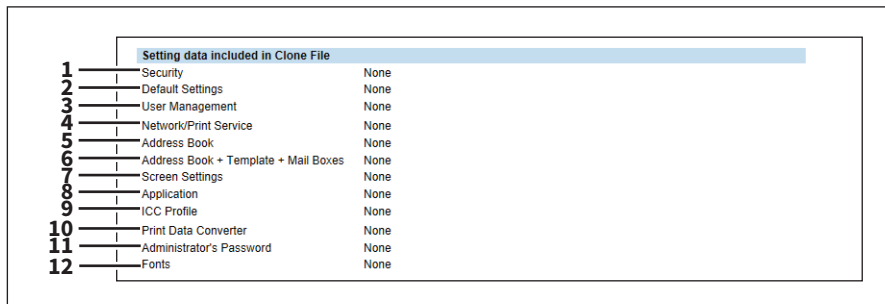 Setting data included in Clone File
1 Security None
2 Default Settings None
3 User Management None
4 Network/Print Service None
5 Address Book None
6 Address Book + Template + Mail Boxes None
7 Screen Settings None
8 Application None
9 ICC Profile None
10 Print Data Converter None
11 Administrator's Password None
12 Fonts None